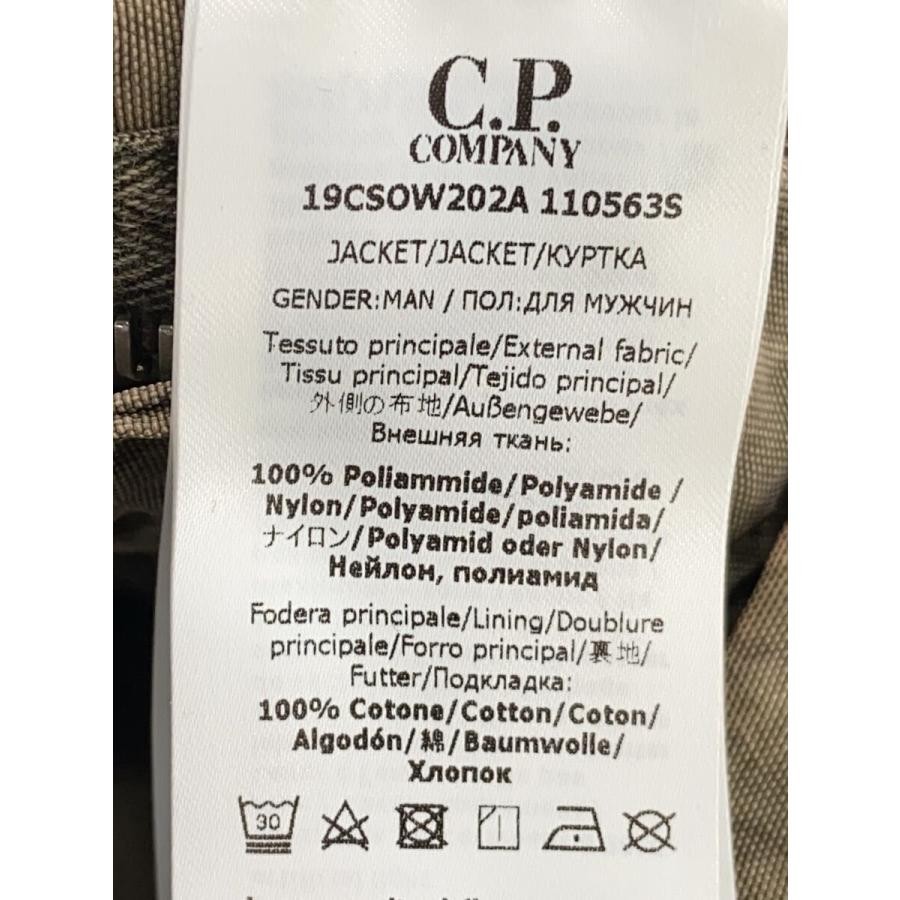 C.P.
COMPANY
19CSOW202A 110563S
JACKET/JACKET/КУРТКА
GENDER:MAN / ПОЛ:ДЛЯ МУЖЧИН
Tessuto principale/External fabric/
Tissu principal/Tejido principal/
外側の布地/Außengewebe/
Внешняя ткань:
100% Poliammide/Polyamide /
Nylon/Polyamide/poliamida/
ナイロン/Polyamid oder Nylon/
Нейлон, полиамид
Fodera principale/Lining/Doublure
principale/Forro principal/裏地/
Futter/Подкладка:
100% Cotone/Cotton/Coton/
Algodón/綿/Baumwolle/
Хлопок
30